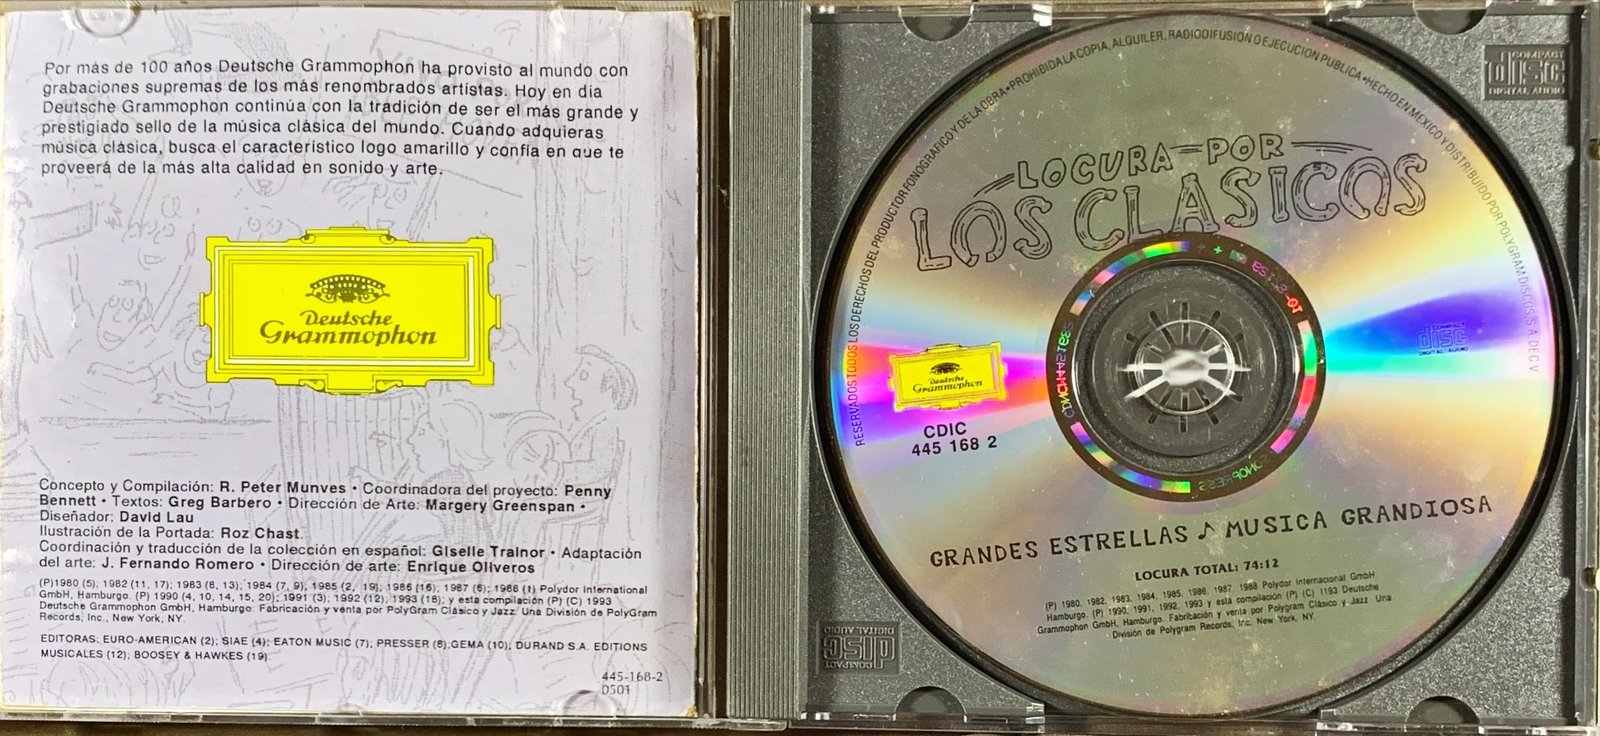 Por más de 100 años Deutsche Grammophon ha provisto al mundo con
grabaciones supremas de los más renombrados artistas. Hoy en día
Deutsche Grammophon continúa con la tradición de ser el más grande y
prestigiado sello de la música clásica del mundo. Cuando adquieras
música clásica, busca el característico logo amarillo y confía en que te
proveerá de la más alta calidad en sonido y arte.
Deutsche
Grammophon
Concepto y Compilación: R. Peter Munves • Coordinadora del proyecto: Penny
Bennett • Textos: Greg Barbero • Dirección de Arte: Margery Greenspan •
Diseñador: David Lau
Ilustración de la Portada: Roz Chast.
Coordinación y traducción de la colección en español: Giselle Trainor • Adaptación
del arte: J. Fernando Romero • Dirección de arte: Enrique Oliveros
(P)1980 (5); 1982 (11, 17); 1983 (8, 13); 1984 (7, 9); 1985 (2, 19); 1986 (16); 1987 (6); 1988 (1) Polydor International
GmbH, Hamburgo. (P) 1990 (4, 10, 14, 15, 20); 1991 (3); 1992 (12); 1993 (18); y esta compilación (P) (C) 1993
Deutsche Grammophon GmbH, Hamburgo. Fabricación y venta por PolyGram Clásico y Jazz. Una División de PolyGram
Records, Inc., New York, NY.
EDITORAS: EURO-AMERICAN (2); SIAE (4); EATON MUSIC (7); PRESSER (8);GEMA (10); DURAND S.A. EDITIONS
MUSICALES (12); BOOSEY & HAWKES (19).
445-168-2
D501
RESERVADOS TODOS LOS DERECHOS DEL PRODUCTOR FONOGRAFICO Y DE LA OBRA • PROHIBIDA LA COPIA, ALQUILER, RADIODIFUSION O EJECUCION PUBLICA • HECHO EN MEXICO Y DISTRIBUIDO POR POLYGRAM DISCOS, S.A. DE C.V.
LOCURA POR
LOS CLASICOS
Deutsche
Grammophon
CDIC
445 168 2
COMPACT
disc
DIGITAL AUDIO
GRANDES ESTRELLAS ♪ MUSICA GRANDIOSA
LOCURA TOTAL: 74:12
(P) 1980, 1982, 1983, 1984, 1985, 1986, 1987, 1988 Polydor Internacional GmbH,
Hamburgo. (P) 1990, 1991, 1992, 1993 y esta compilación (P) (C) 1193 Deutsche
Grammophon GmbH, Hamburgo. Fabricación y venta por Polygram Clásico y Jazz. Una
División de Polygram Records, Inc. New York, NY.
COMPACT
disc
DIGITAL AUDIO
COMPACT
disc
DIGITAL AUDIO